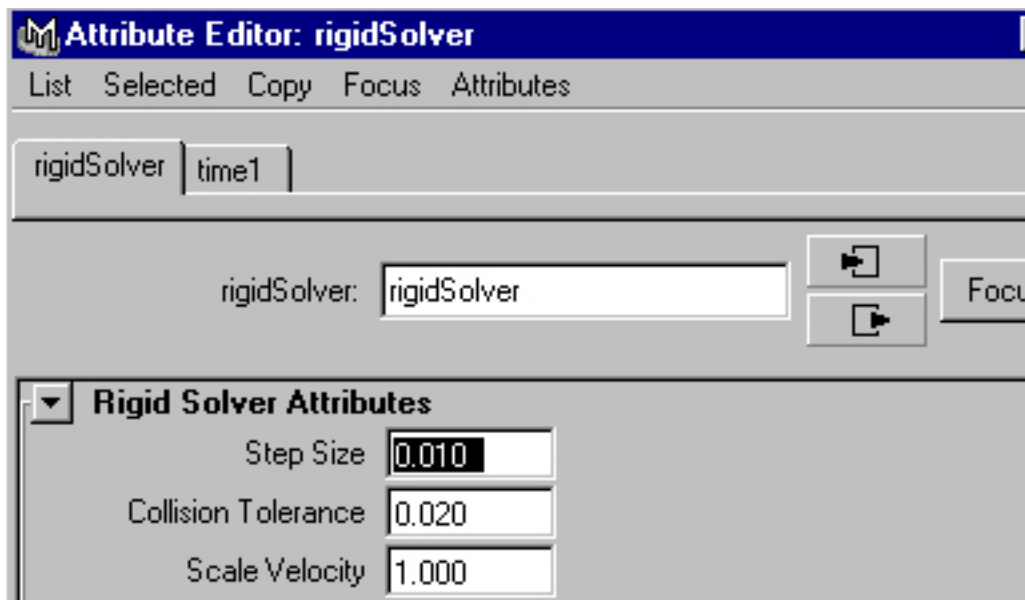 Attribute Editor: rigidSolver
List Selected Copy Focus Attributes
rigidSolver time1
rigidSolver: rigidSolver
Rigid Solver Attributes
Step Size 0.010
Collision Tolerance 0.020
Scale Velocity 1.000